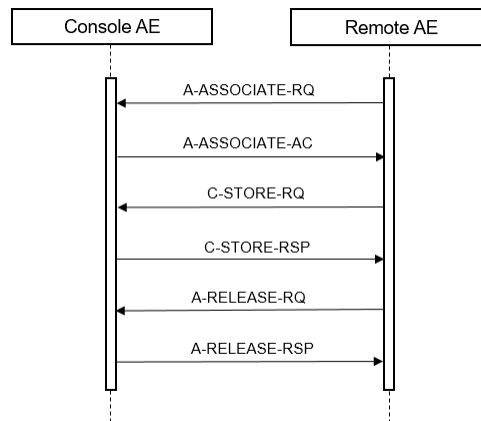 Console AE
Remote AE
A-ASSOCIATE-RQ
A-ASSOCIATE-AC
C-STORE-RQ
C-STORE-RSP
A-RELEASE-RQ
A-RELEASE-RSP